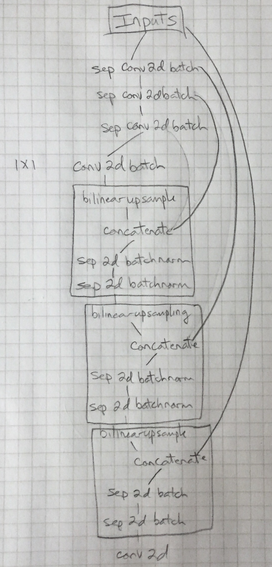 Inputs
Sep Conv 2d batch
Sep Conv 2d batch
Sep Conv 2d batch
1x1 Conv 2d batch
bilinear upsample
Concatenate
Sep 2d batchnorm
Sep 2d batchnorm
bilinear upsampling
Concatenate
Sep 2d batchnorm
Sep 2d batchnorm
bilinear upsample
Concatenate
Sep 2d batch
Sep 2d batch
Conv 2d